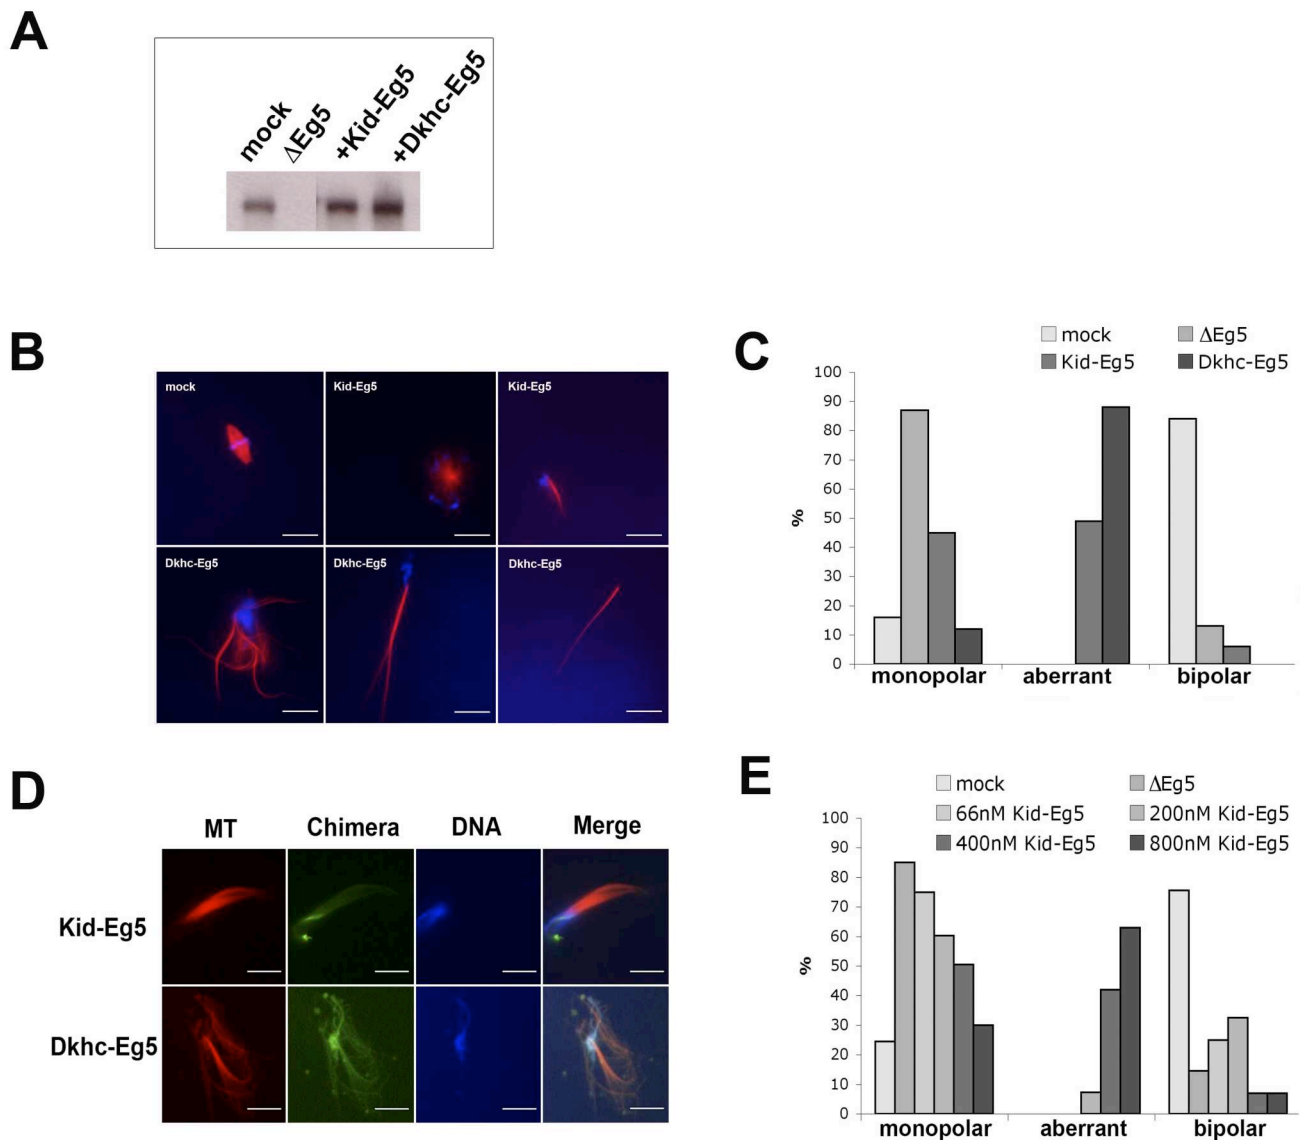 A
mock
ΔEg5
+Kid-Eg5
+Dkhc-Eg5
B
mock
Kid-Eg5
Kid-Eg5
Dkhc-Eg5
Dkhc-Eg5
Dkhc-Eg5
C
mock
ΔEg5
Kid-Eg5
Dkhc-Eg5
100
90
80
70
60
50
40
30
20
10
0
%
monopolar
aberrant
bipolar
D
MT
Chimera
DNA
Merge
Kid-Eg5
Dkhc-Eg5
E
mock
ΔEg5
66nM Kid-Eg5
200nM Kid-Eg5
400nM Kid-Eg5
800nM Kid-Eg5
100
90
80
70
60
50
40
30
20
10
0
%
monopolar
aberrant
bipolar